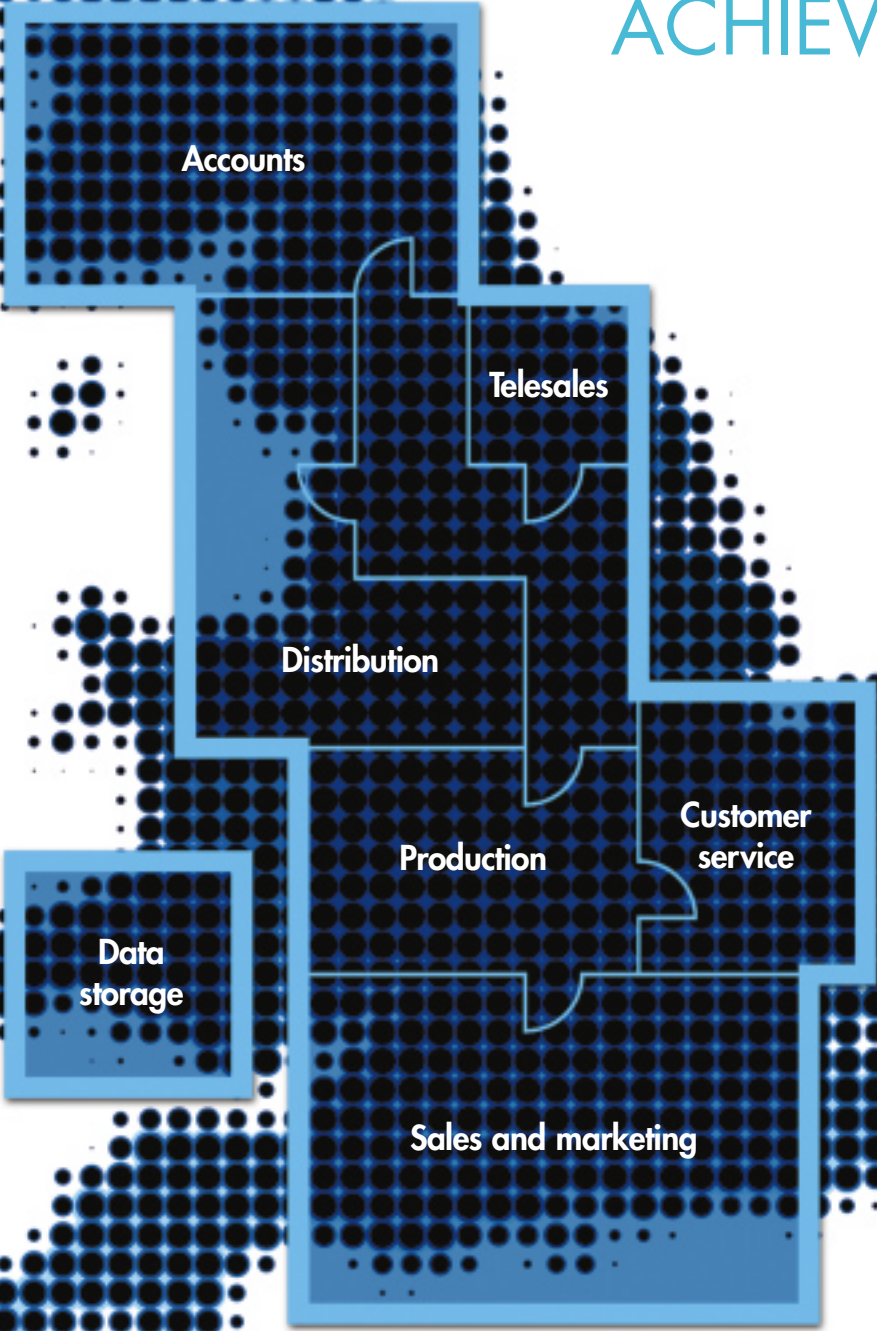 ACHIEV
Accounts
Telesales
Distribution
Customer
service
Production
Data
storage
Sales and marketing